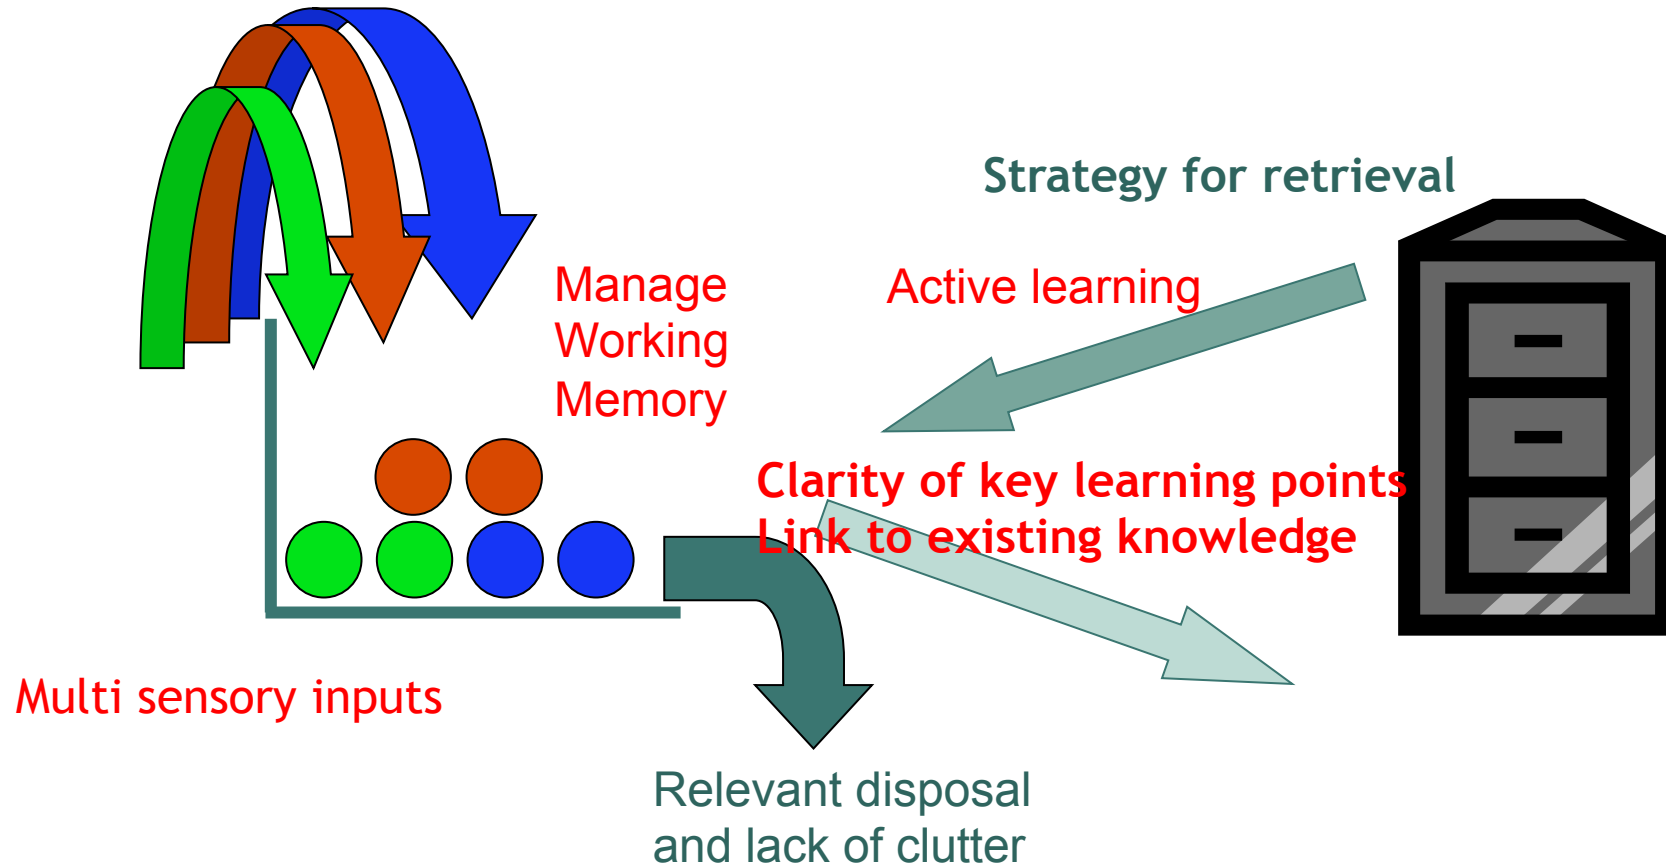 Strategy for retrieval
Manage
Working
Memory
Active learning
Clarity of key learning points
Link to existing knowledge
Multi sensory inputs
Relevant disposal
and lack of clutter